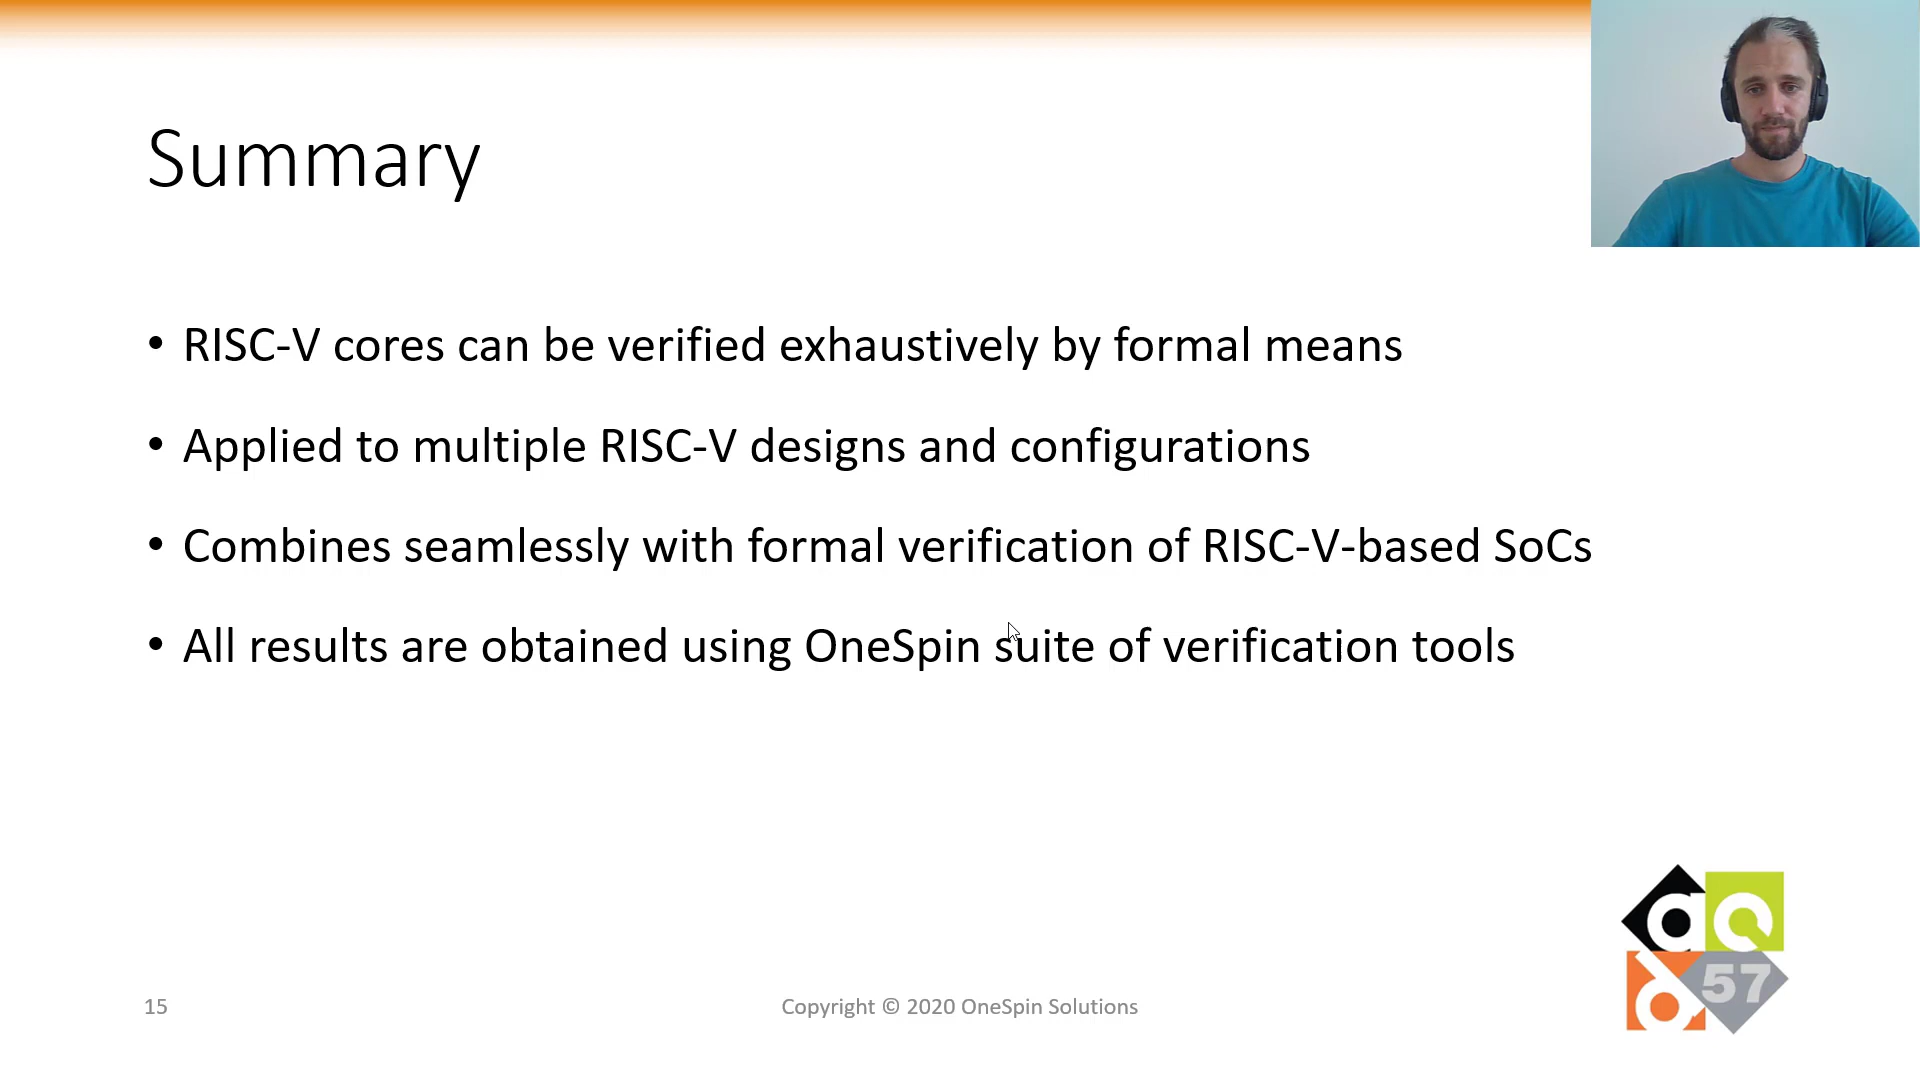 Summary
• RISC-V cores can be verified exhaustively by formal means
• Applied to multiple RISC-V designs and configurations
• Combines seamlessly with formal verification of RISC-V-based SoCs
• All results are obtained using OneSpin suite of verification tools
57
15
Copyright © 2020 OneSpin Solutions